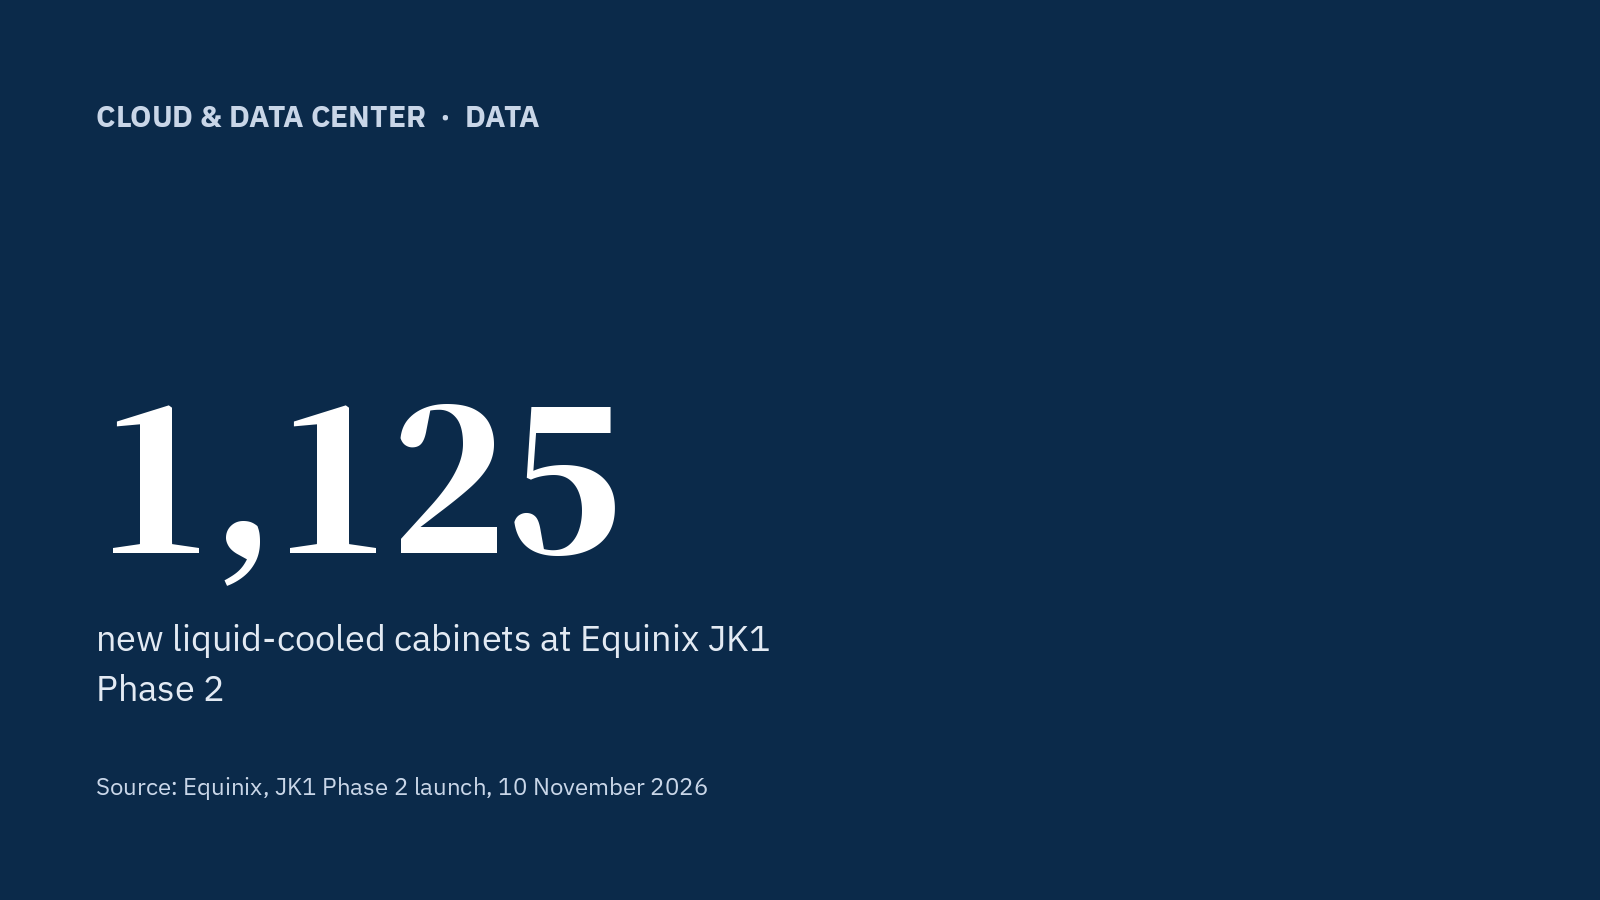 CLOUD & DATA CENTER · DATA
1,125
new liquid-cooled cabinets at Equinix JK1
Phase 2
Source: Equinix, JK1 Phase 2 launch, 10 November 2026